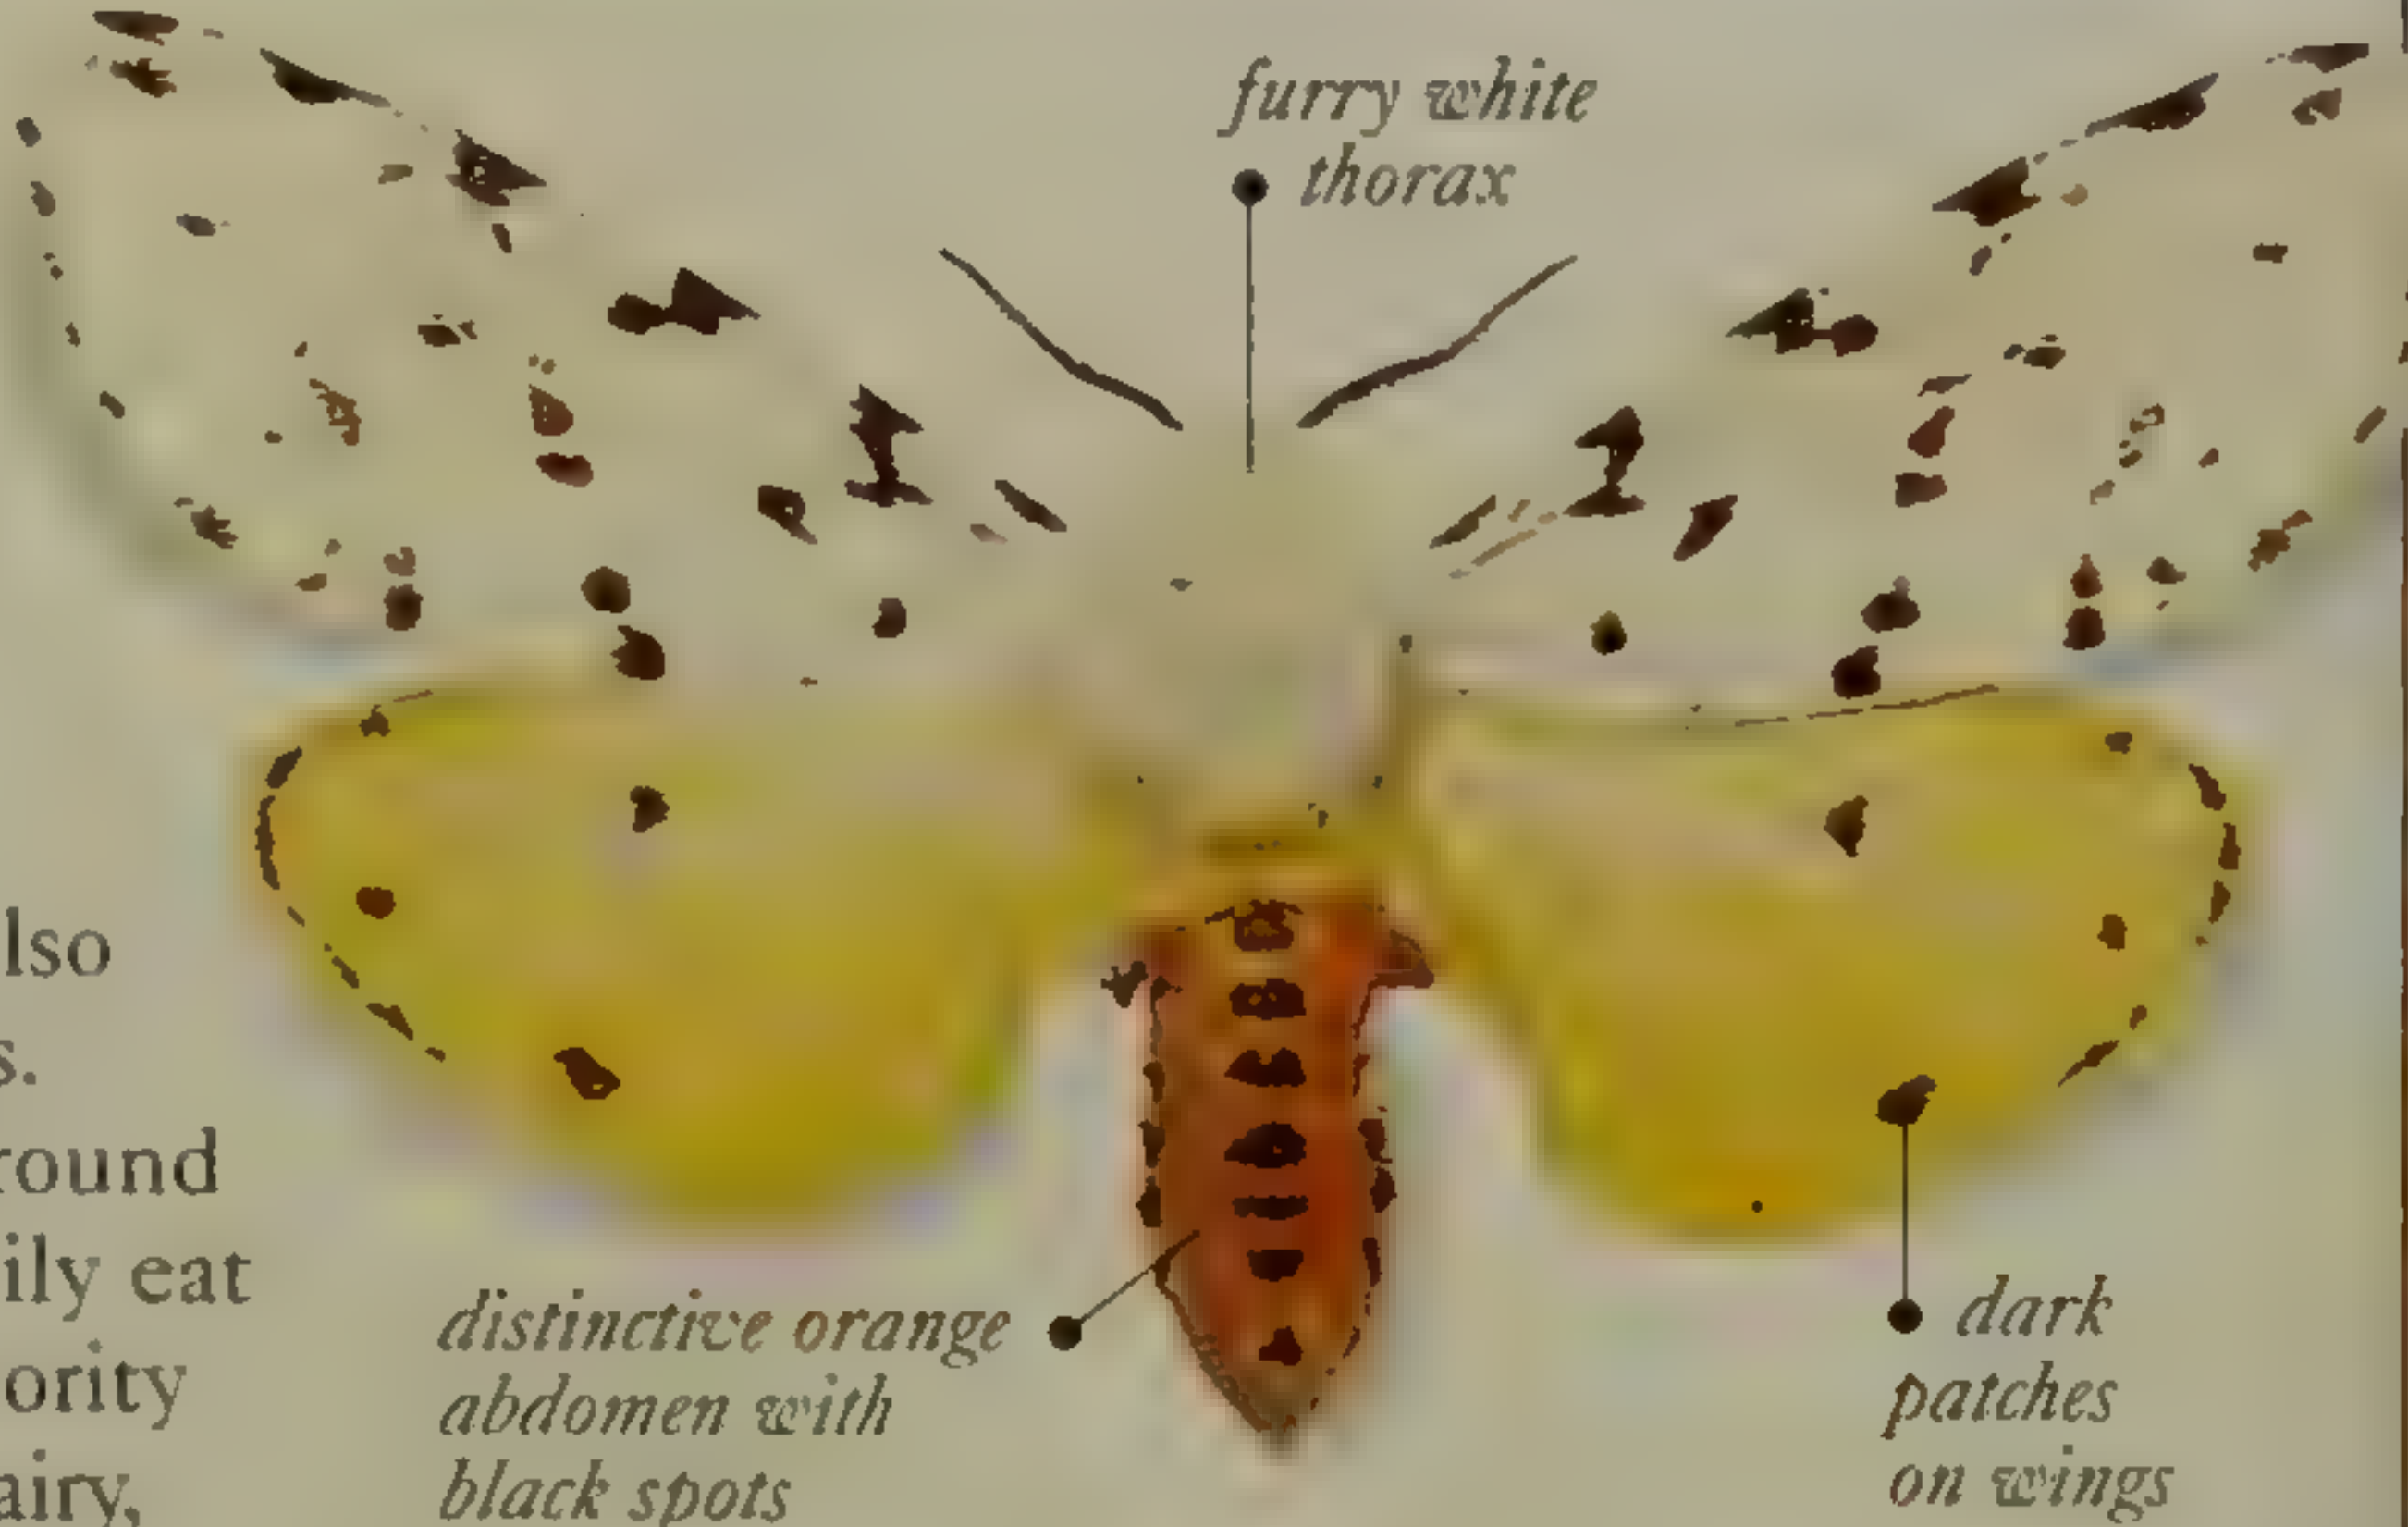 furry white
thorax
lso
s.
round
ily eat
ority
airy,
distinctive orange
abdomen with
black spots
dark
patches
on wings